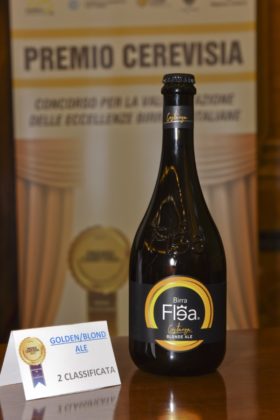 PREMIO CEREVISIA
CONCORSO PER LA VALORIZZAZIONE
DELLE ECCELLENZE BIRRARIE ITALIANE
Birra
Flea
Costanza
BLONDE ALE
GOLDEN/BLOND
ALE
2 CLASSIFICATA